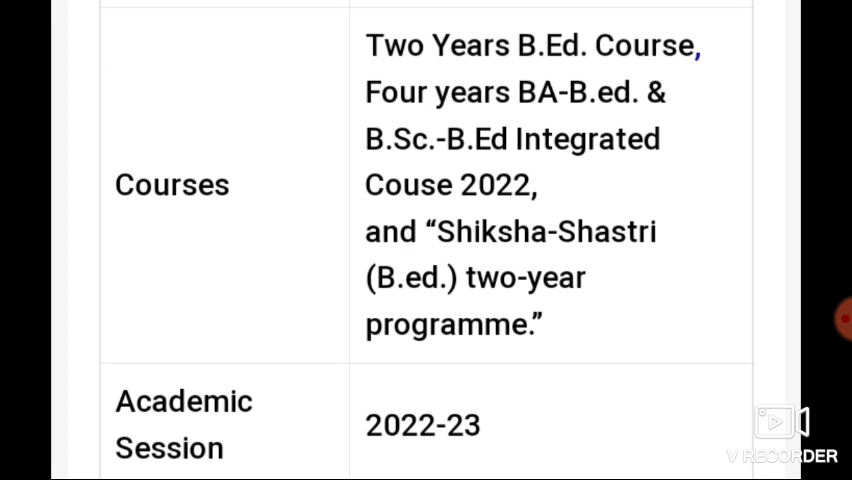 Two Years B.Ed. Course,
Four years BA-B.ed. &
B.Sc.-B.Ed Integrated
Courses
Couse 2022,
and “Shiksha-Shastri
(B.ed.) two-year
programme.”
Academic
Session
2022-23
V RECORDER